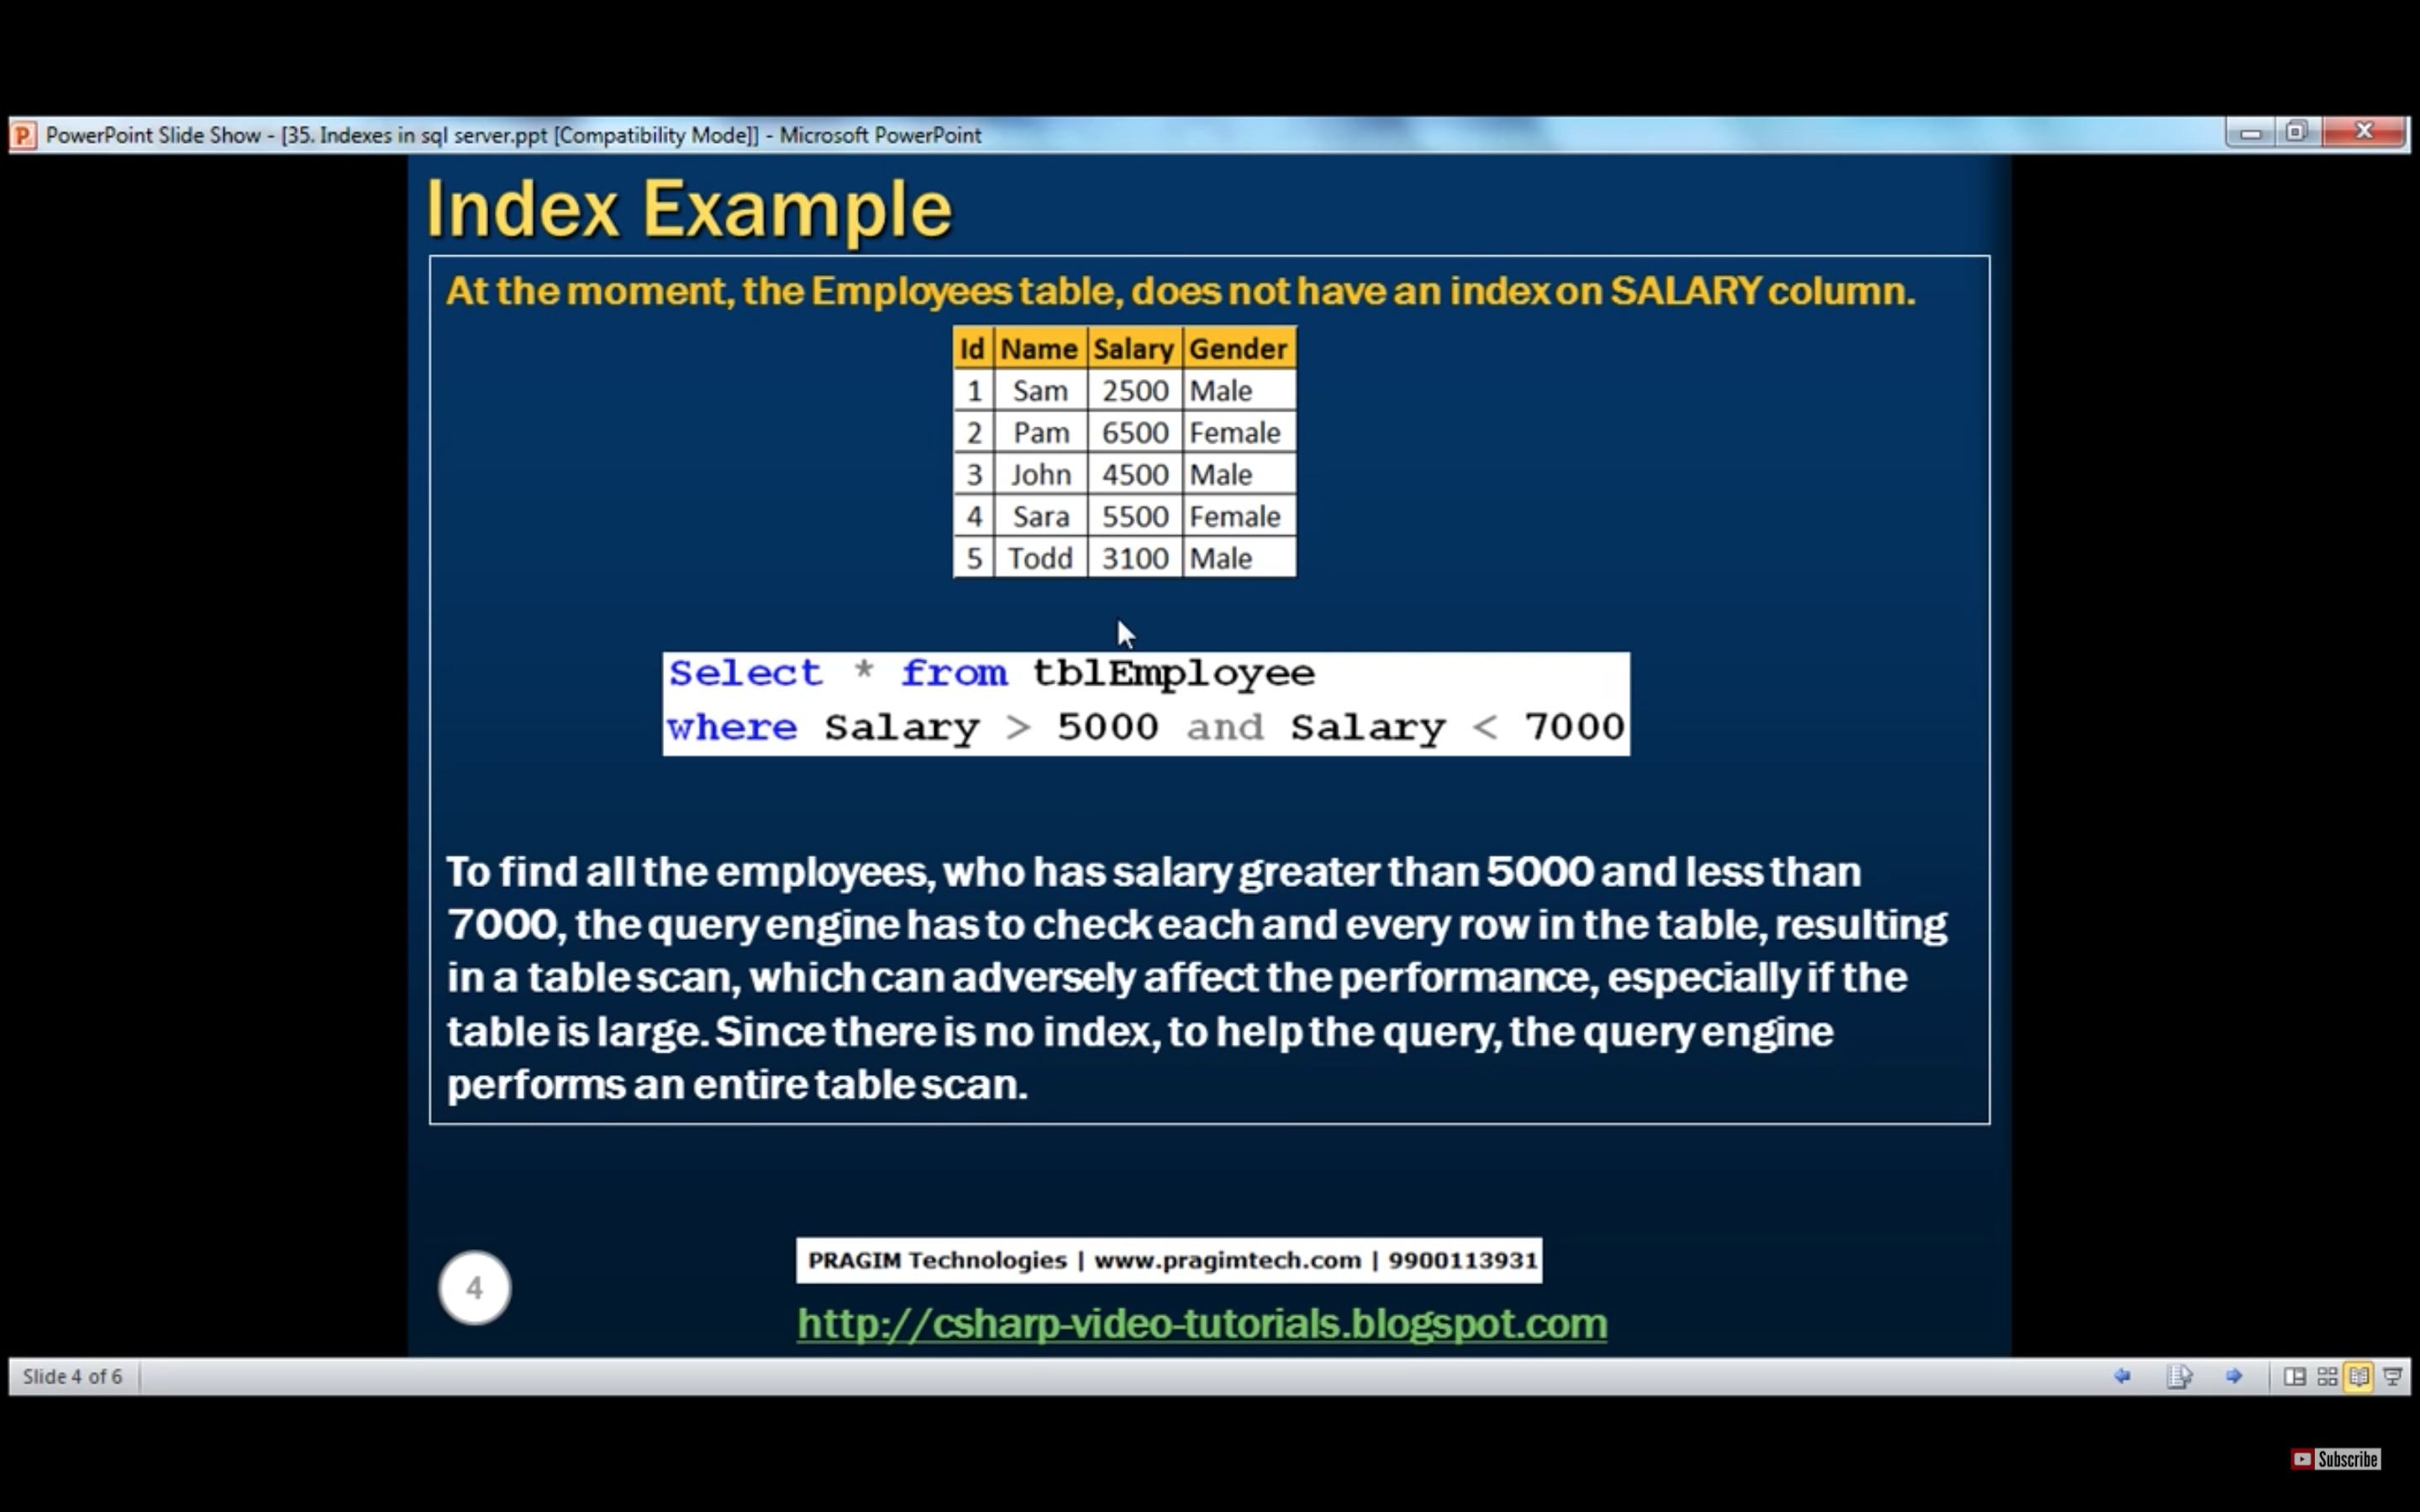 PowerPoint Slide Show - [35. Indexes in sql server.ppt [Compatibility Mode]] - Microsoft PowerPoint
Index Example
At the moment, the Employees table, does not have an index on SALARY column.
Id Name Salary Gender
1 Sam 2500 Male
2 Pam 6500 Female
3 John 4500 Male
4 Sara 5500 Female
5 Todd 3100 Male
Select * from tblEmployee
where Salary > 5000 and Salary < 7000
To find all the employees, who has salary greater than 5000 and less than
7000, the query engine has to check each and every row in the table, resulting
in a table scan, which can adversely affect the performance, especially if the
table is large. Since there is no index, to help the query, the query engine
performs an entire table scan.
PRAGIM Technologies | www.pragimtech.com | 9900113931
4
http://csharp-video-tutorials.blogspot.com
Slide 4 of 6
Subscribe